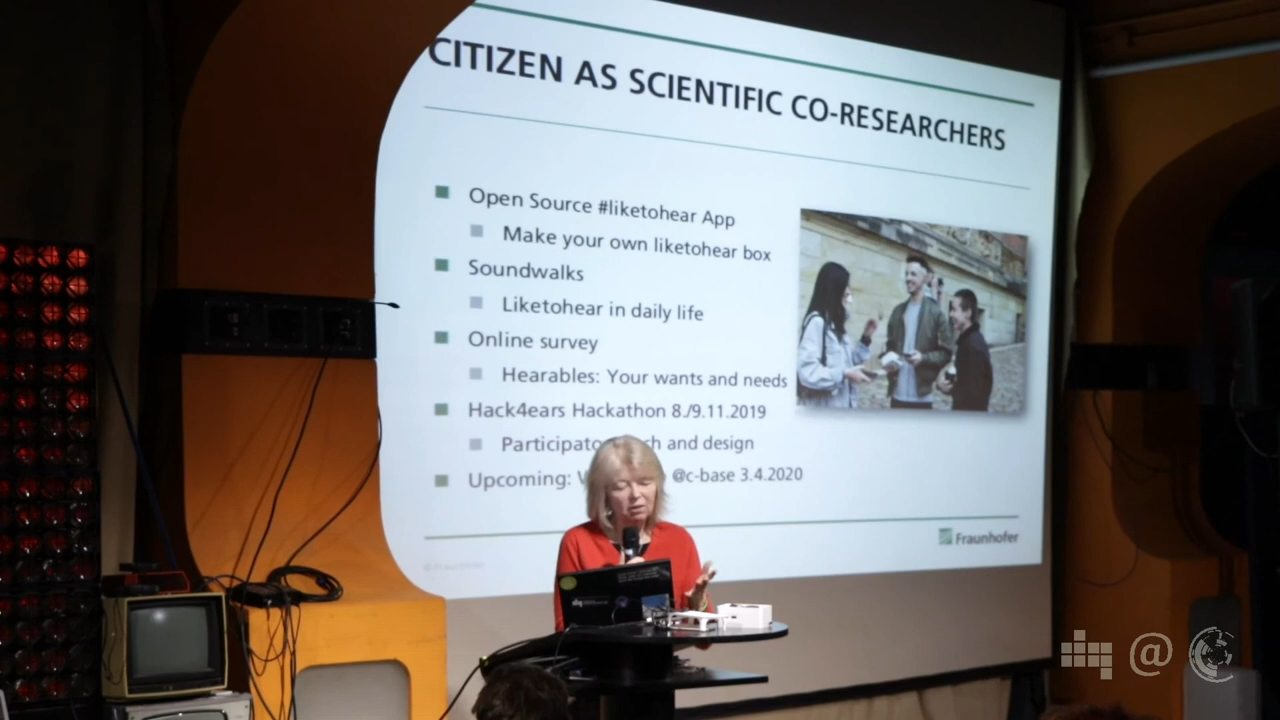 CITIZEN AS SCIENTIFIC CO-RESEARCHERS
Open Source #liketohear App
Make your own liketohear box
Soundwalks
Liketohear in daily life
Online survey
Hearables: Your wants and needs
Hack4ears Hackathon 8./9.11.2019
and design
Upcoming: @c-base 3.4.2020
Fraunhofer
@